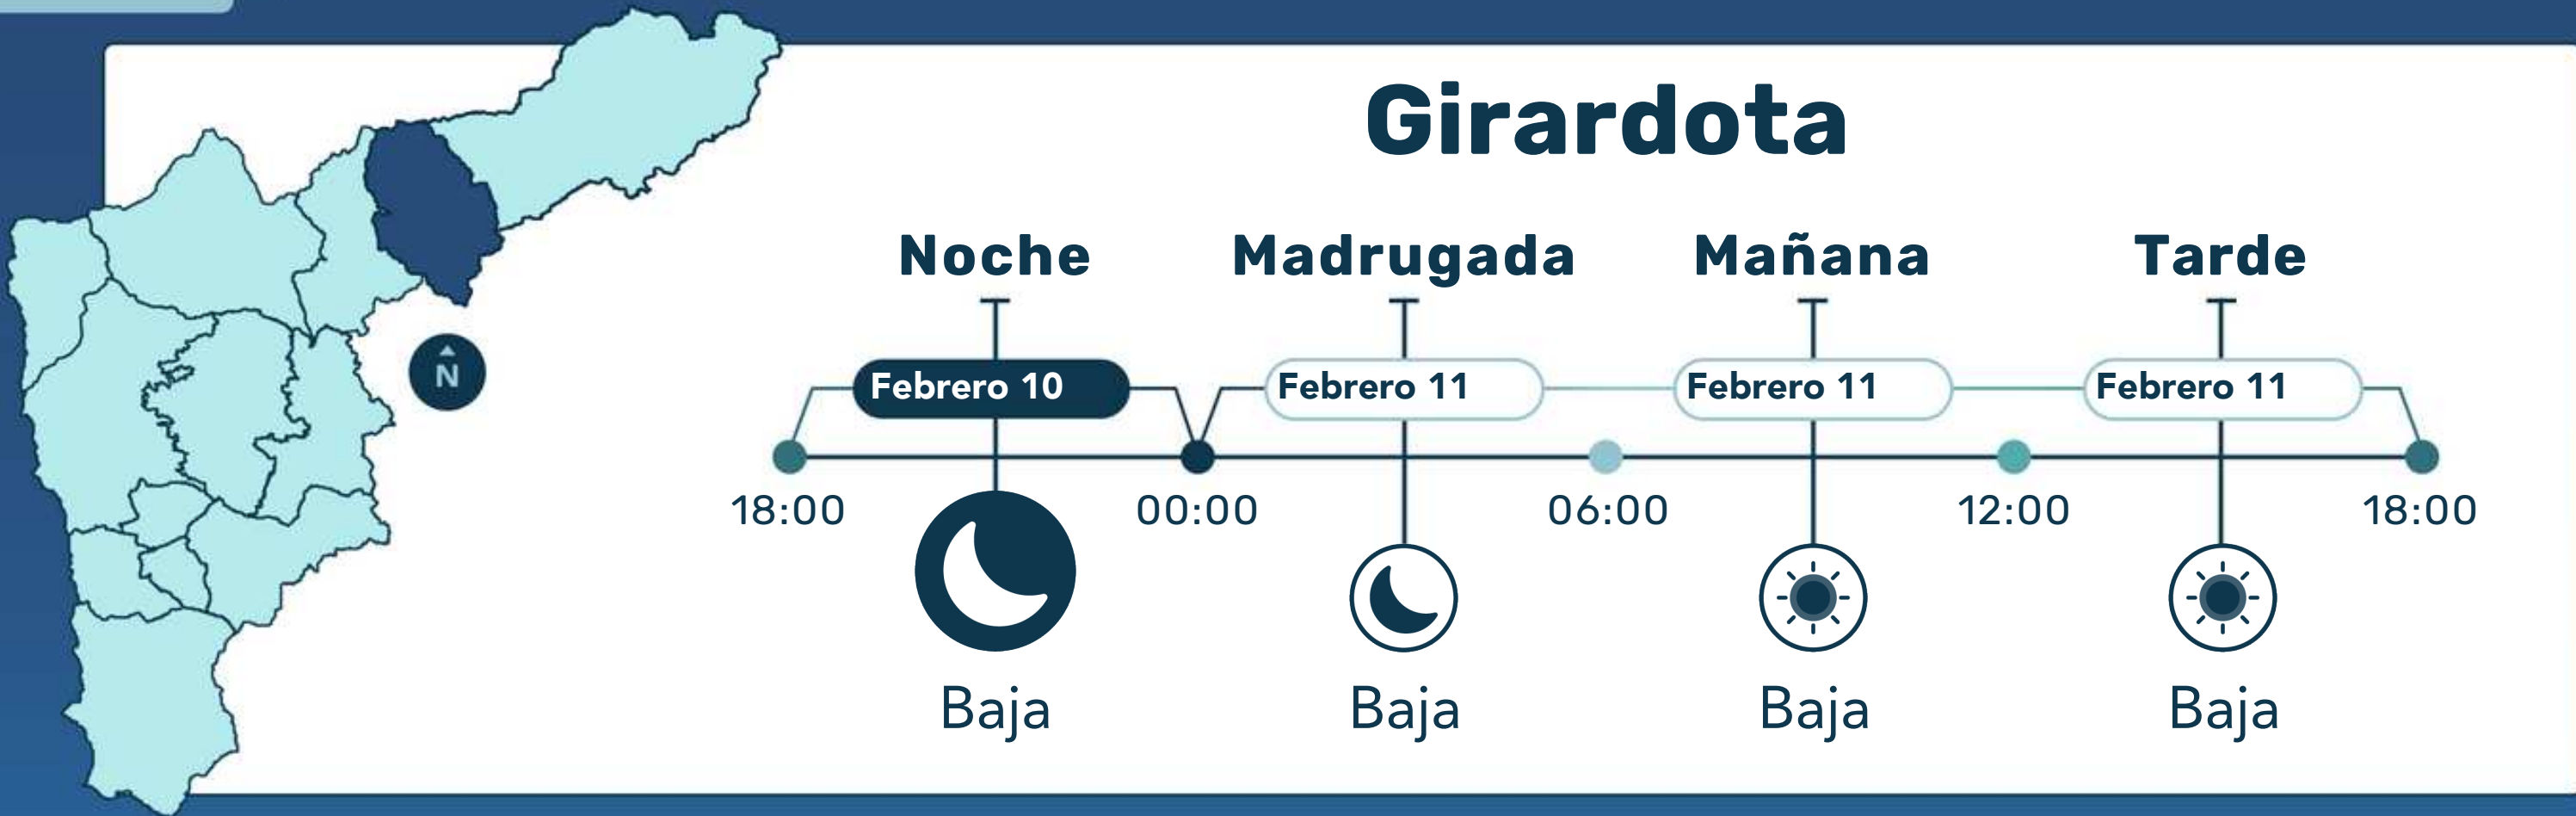 Girardota
Noche Madrugada Mañana Tarde
Febrero 10 Febrero 11 Febrero 11 Febrero 11
N
18:00 00:00 06:00 12:00 18:00
Baja Baja Baja Baja